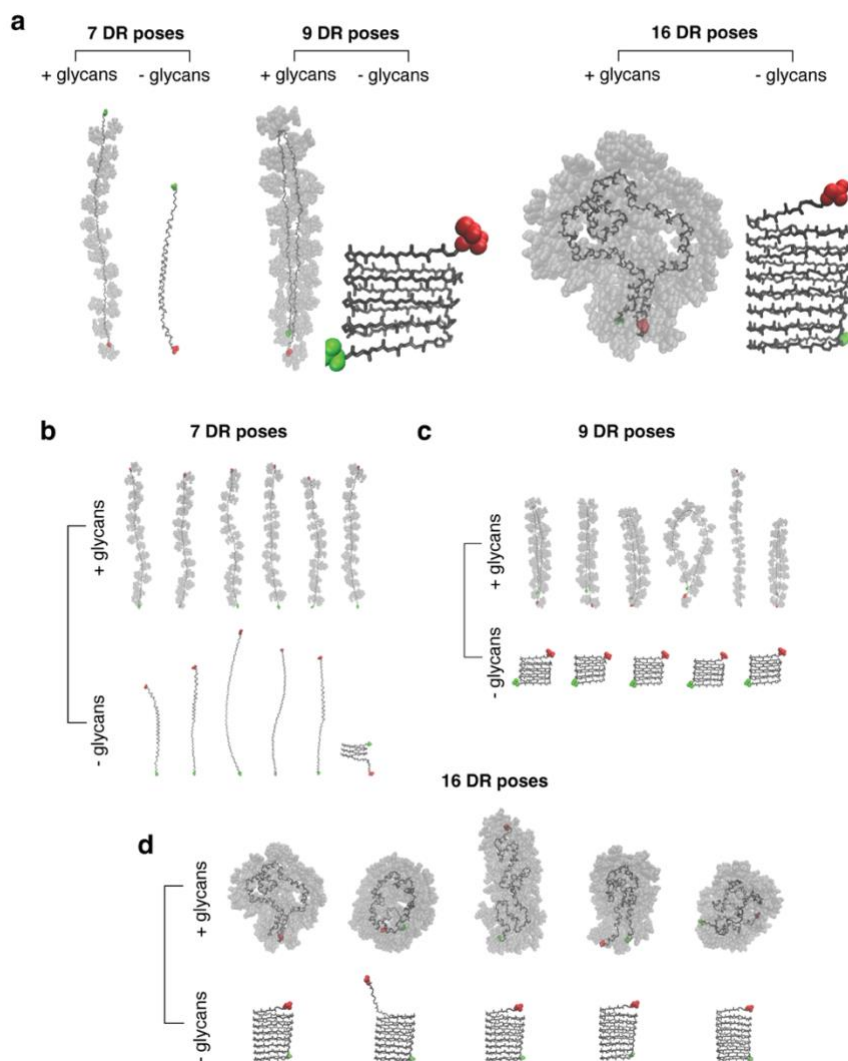 a
7 DR poses 9 DR poses 16 DR poses
+ glycans - glycans + glycans - glycans + glycans - glycans
b
7 DR poses
+ glycans
- glycans
c
9 DR poses
+ glycans
- glycans
16 DR poses
d
+ glycans
- glycans